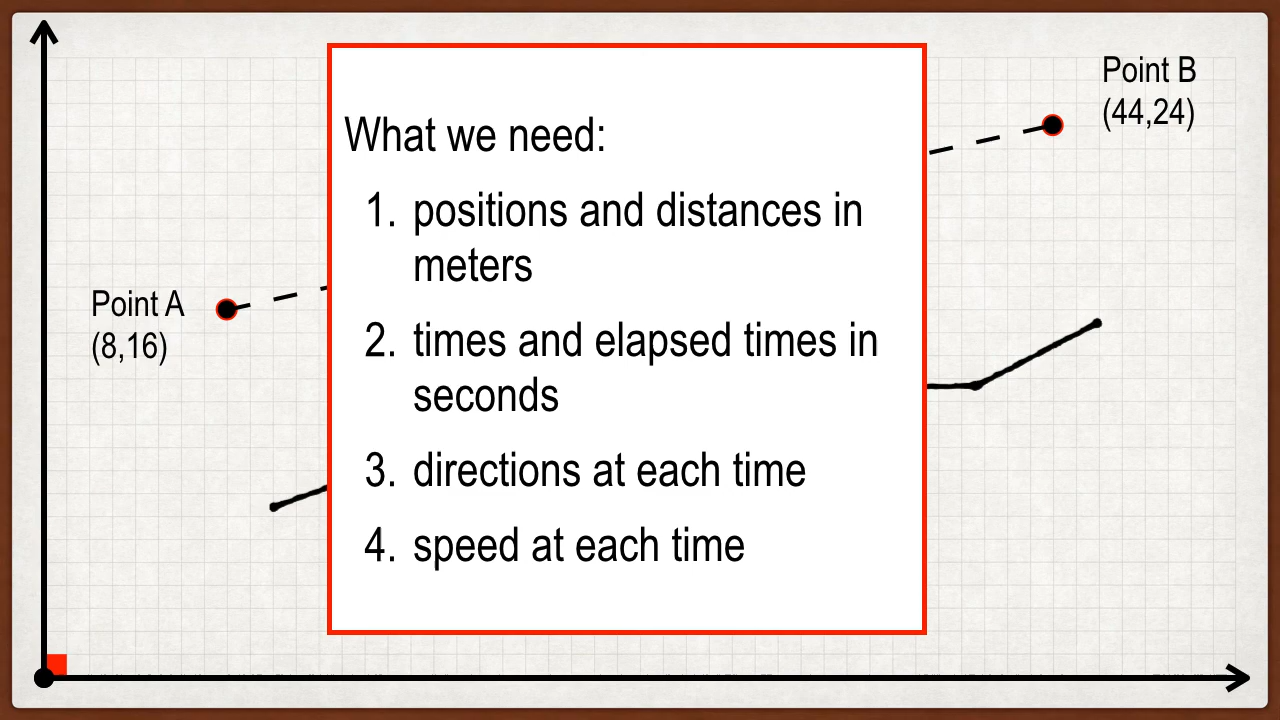 Point B
(44,24)
What we need:
1. positions and distances in
meters
Point A
(8,16)
2. times and elapsed times in
seconds
3. directions at each time
4. speed at each time